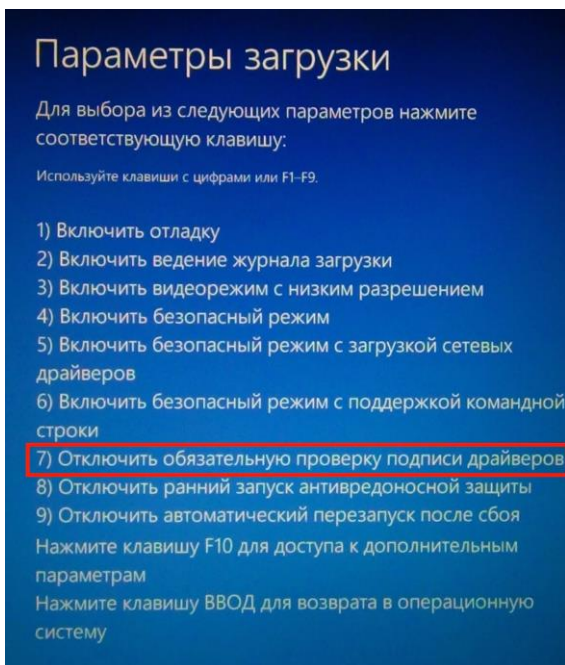 Параметры загрузки
Для выбора из следующих параметров нажмите
соответствующую клавишу:
Используйте клавиши с цифрами или F1–F9.
1) Включить отладку
2) Включить ведение журнала загрузки
3) Включить видеорежим с низким разрешением
4) Включить безопасный режим
5) Включить безопасный режим с загрузкой сетевых
драйверов
6) Включить безопасный режим с поддержкой командной
строки
7) Отключить обязательную проверку подписи драйверов
8) Отключить ранний запуск антивредоносной защиты
9) Отключить автоматический перезапуск после сбоя
Нажмите клавишу F10 для доступа к дополнительным
параметрам
Нажмите клавишу ВВОД для возврата в операционную
систему